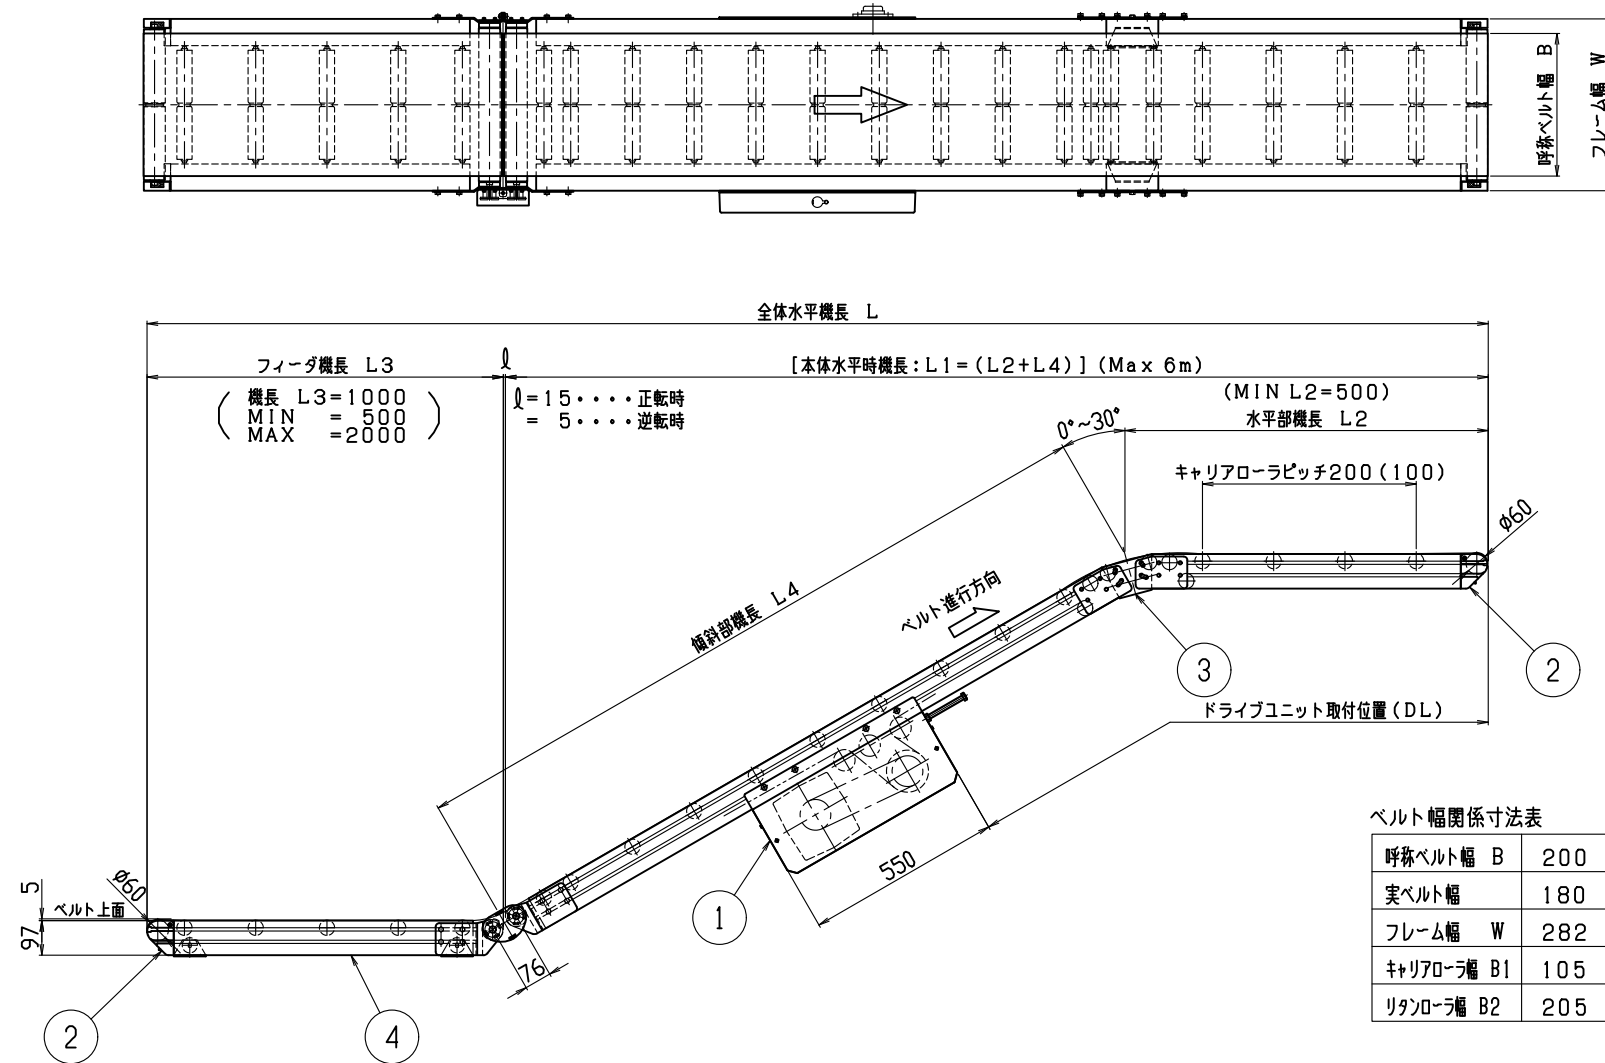 呼称ベルト幅 B
フレーム幅 W
全体水平機長 L
フィーダ機長 L3
ℓ
[本体水平時機長:L1=(L2+L4)](Max 6m)
機長 L3=1000
MIN = 500
MAX =2000
ℓ=15・・・・正転時
= 5・・・・逆転時
(MIN L2=500)
水平部機長 L2
0°~30°
キャリアローラピッチ200(100)
φ60
傾斜部機長 L4
ベルト進行方向
3
2
ドライブユニット取付位置(DL)
550
1
φ60
5
ベルト上面
97
76
2
4
ベルト幅関係寸法表
呼称ベルト幅 B 200
実ベルト幅 180
フレーム幅 W 282
キャリアローラ幅 B1 105
リタンローラ幅 B2 205